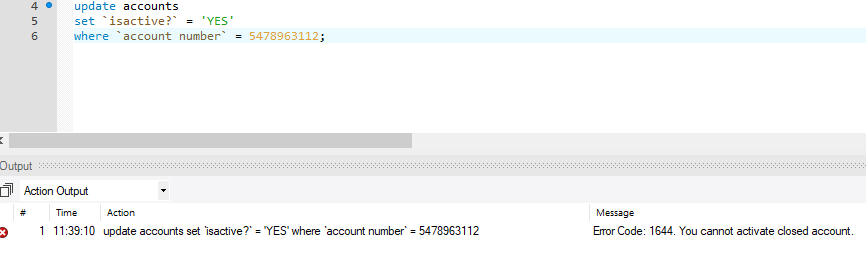 4 update accounts
5 set `isactive?` = 'YES'
6 where `account number` = 5478963112;
Output
Action Output
# Time Action Message
1 11:39:10 update accounts set `isactive?` = 'YES' where `account number` = 5478963112 Error Code: 1644. You cannot activate closed account.